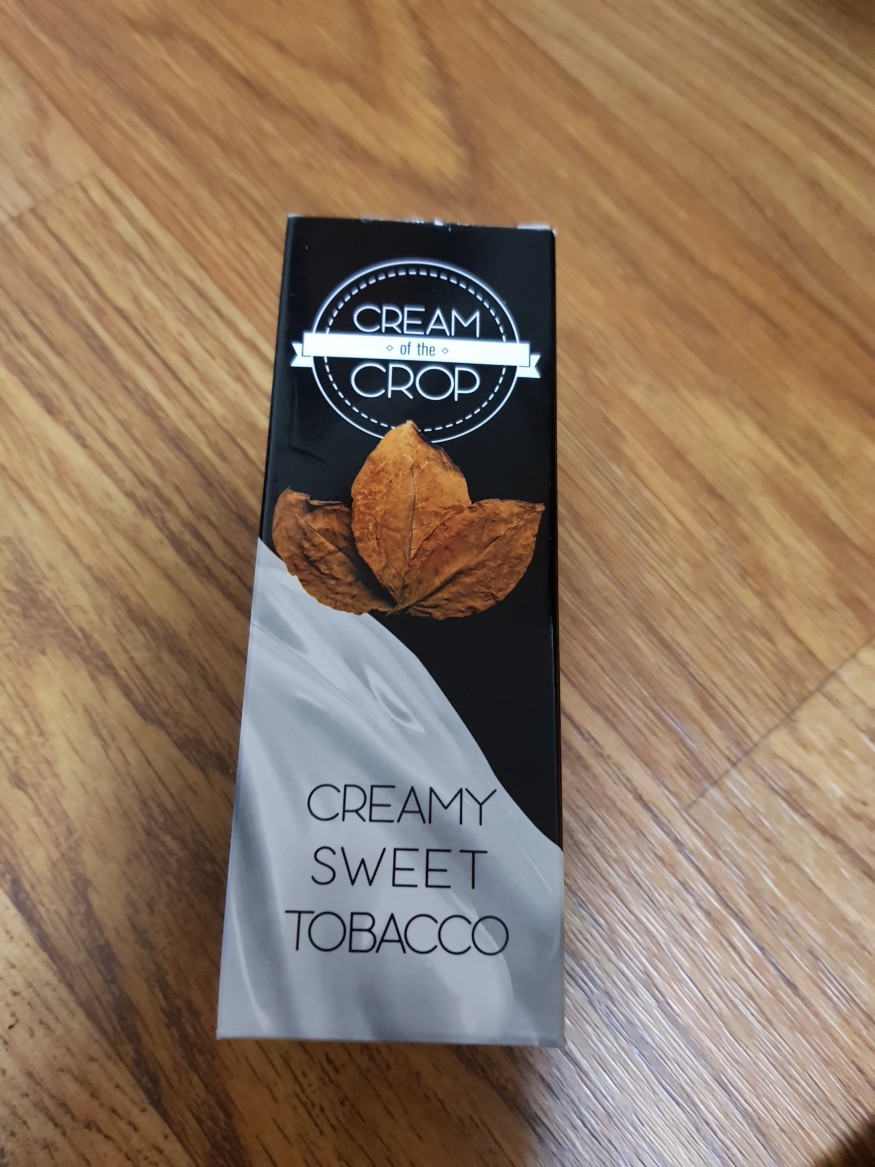 CREAM
of the
CROP
CREAMY
SWEET
TOBACCO